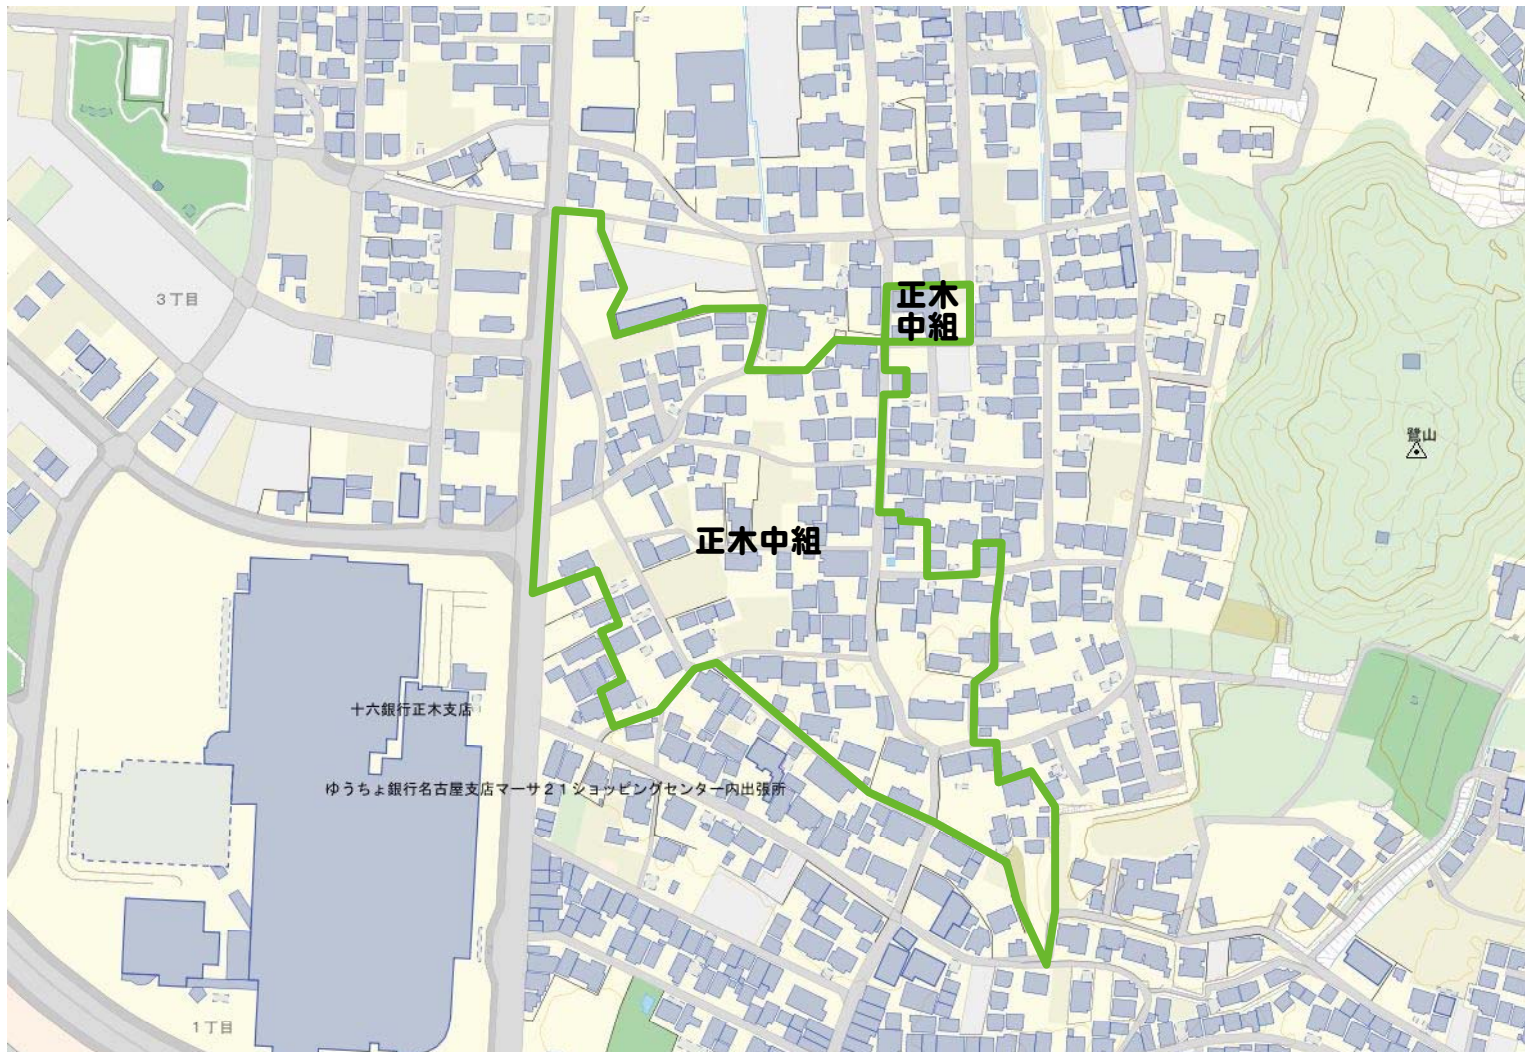 正木
中組
3丁目
鷺山
正木中組
十六銀行正木支店
ゆうちょ銀行名古屋支店マーサ21ショッピングセンター内出張所
1丁目